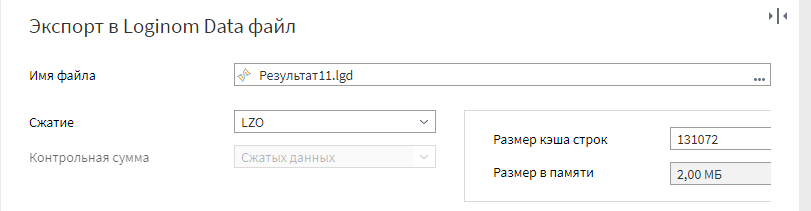 Экспорт в Loginom Data файл
Имя файла
Результат11.lgd
...
Сжатие
LZO
Контрольная сумма
Сжатых данных
Размер кэша строк
131072
Размер в памяти
2,00 МБ